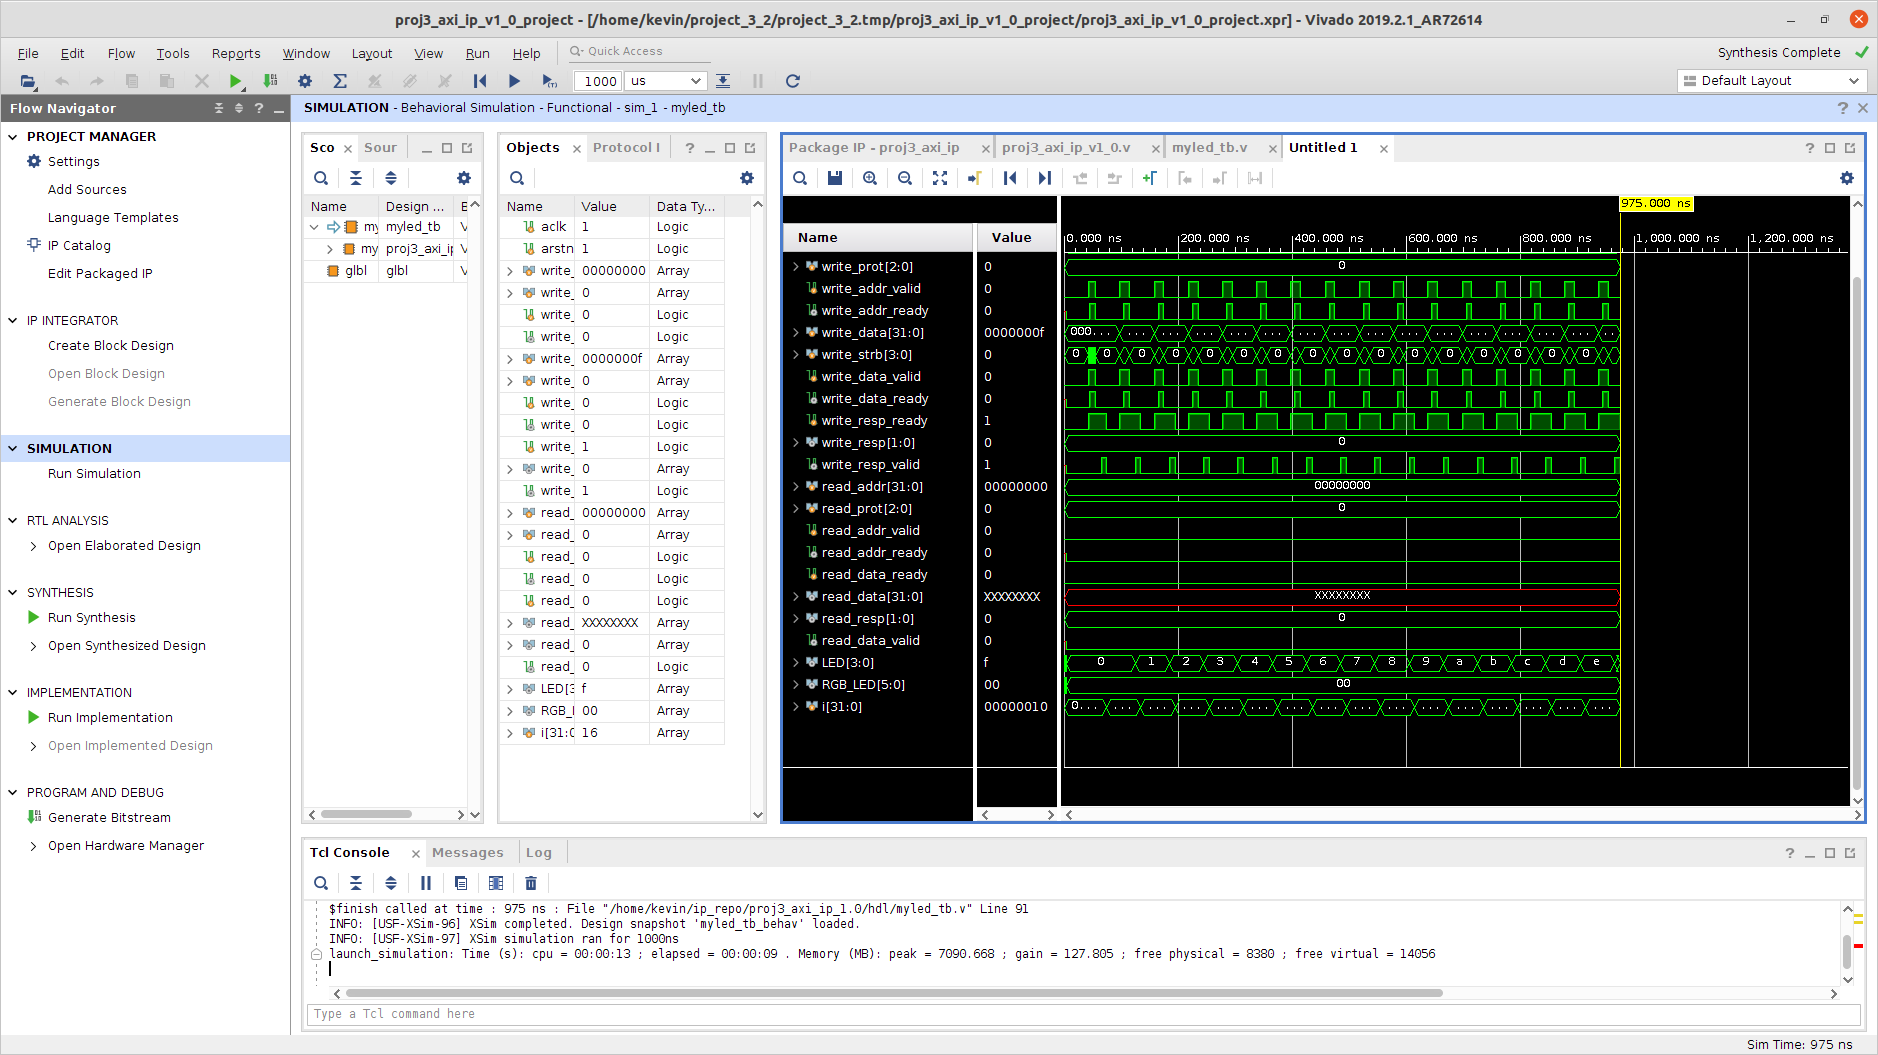 proj3_axi_ip_v1_0_project - [/home/kevin/project_3_2/project_3_2.tmp/proj3_axi_ip_v1_0_project/proj3_axi_ip_v1_0_project.xpr] - Vivado 2019.2.1_AR72614
File Edit Flow Tools Reports Window Layout View Run Help Quick Access
Synthesis Complete
1000 us
Default Layout
Flow Navigator
PROJECT MANAGER
Settings
Add Sources
Language Templates
IP Catalog
Edit Packaged IP
IP INTEGRATOR
Create Block Design
Open Block Design
Generate Block Design
SIMULATION
Run Simulation
RTL ANALYSIS
Open Elaborated Design
SYNTHESIS
Run Synthesis
Open Synthesized Design
IMPLEMENTATION
Run Implementation
Open Implemented Design
PROGRAM AND DEBUG
Generate Bitstream
Open Hardware Manager
SIMULATION - Behavioral Simulation - Functional - sim_1 - myled_tb
Sco Sour
Name Design ...
my myled_tb
my proj3_axi_ip
glbl glbl
Objects Protocol I
Name Value Data Ty...
aclk 1 Logic
arstn 1 Logic
write_ 00000000 Array
write_ 0 Array
write_ 0 Logic
write_ 0 Logic
write_ 0000000f Array
write_ 0 Array
write_ 0 Logic
write_ 0 Logic
write_ 1 Logic
write_ 0 Array
write_ 1 Logic
read_ 00000000 Array
read_ 0 Array
read_ 0 Logic
read_ 0 Logic
read_ 0 Logic
read_ XXXXXXXX Array
read_ 0 Array
read_ 0 Logic
LED[3 f Array
RGB_l 00 Array
i[31:0 16 Array
Package IP - proj3_axi_ip proj3_axi_ip_v1_0.v myled_tb.v Untitled 1
975.000 ns
Name Value
0.000 ns 200.000 ns 400.000 ns 600.000 ns 800.000 ns 1,000.000 ns 1,200.000 ns
write_prot[2:0] 0 0
write_addr_valid 0
write_addr_ready 0
write_data[31:0] 0000000f 000... ... ... ... ... ... ... ... ... ... ... ... ... ... ... ...
write_strb[3:0] 0 0 0 0 0 0 0 0 0 0 0 0 0 0 0 0 0
write_data_valid 0
write_data_ready 0
write_resp_ready 1
write_resp[1:0] 0 0
write_resp_valid 1
read_addr[31:0] 00000000 00000000
read_prot[2:0] 0 0
read_addr_valid 0
read_addr_ready 0
read_data_ready 0
read_data[31:0] XXXXXXXX XXXXXXXX
read_resp[1:0] 0 0
read_data_valid 0
LED[3:0] f 0 1 2 3 4 5 6 7 8 9 a b c d e
RGB_LED[5:0] 00 00
i[31:0] 00000010 0... ... ... ... ... ... ... ... ... ... ... ... ... ... ... ...
Tcl Console Messages Log
$finish called at time : 975 ns : File "/home/kevin/ip_repo/proj3_axi_ip_1.0/hdl/myled_tb.v" Line 91
INFO: [USF-XSim-96] XSim completed. Design snapshot 'myled_tb_behav' loaded.
INFO: [USF-XSim-97] XSim simulation ran for 1000ns
launch_simulation: Time (s): cpu = 00:00:13 ; elapsed = 00:00:09 . Memory (MB): peak = 7090.668 ; gain = 127.805 ; free physical = 8380 ; free virtual = 14056
Type a Tcl command here
Sim Time: 975 ns